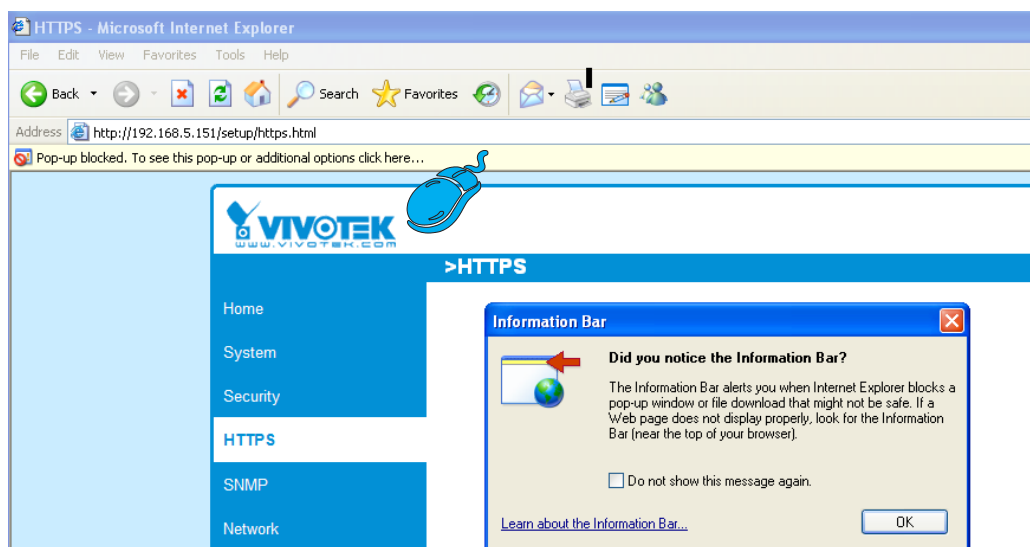 HTTPS - Microsoft Internet Explorer
File Edit View Favorites Tools Help
Back Search Favorites
Address http://192.168.5.151/setup/https.html
Pop-up blocked. To see this pop-up or additional options click here...
VIVOTEK
www.vivotek.com
>HTTPS
Home
System
Security
HTTPS
SNMP
Network
Information Bar
Did you notice the Information Bar?
The Information Bar alerts you when Internet Explorer blocks a
pop-up window or file download that might not be safe. If a
Web page does not display properly, look for the Information
Bar (near the top of your browser).
Do not show this message again.
Learn about the Information Bar...
OK